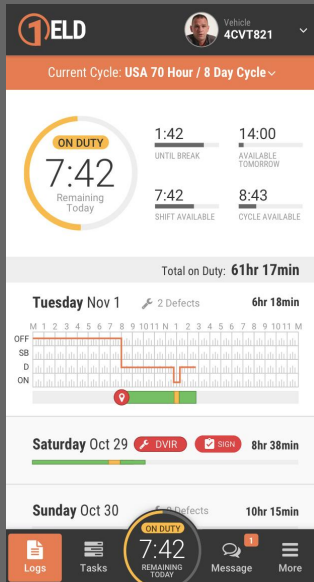 1ELD
Vehicle
4CVT821
Current Cycle: USA 70 Hour / 8 Day Cycle
ON DUTY
7:42
Remaining
Today
1:42
UNTIL BREAK
14:00
AVAILABLE
TOMORROW
7:42
SHIFT AVAILABLE
8:43
CYCLE AVAILABLE
Total on Duty: 61hr 17min
Tuesday Nov 1 2 Defects 6hr 18min
M 1 2 3 4 5 6 7 8 9 10 11 N 1 2 3 4 5 6 7 8 9 10 11 M
OFF
SB
D
ON
Saturday Oct 29 DVIR SIGN 8hr 38min
Sunday Oct 30 Defects 10hr 15min
ON DUTY
7:42
REMAINING
TODAY
Logs
Tasks
1
Message
More